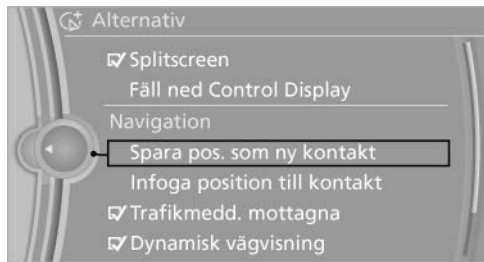 Alternativ
Splitscreen
Fäll ned Control Display
Navigation
Spara pos. som ny kontakt
Infoga position till kontakt
Trafikmedd. mottagna
Dynamisk vägvisning